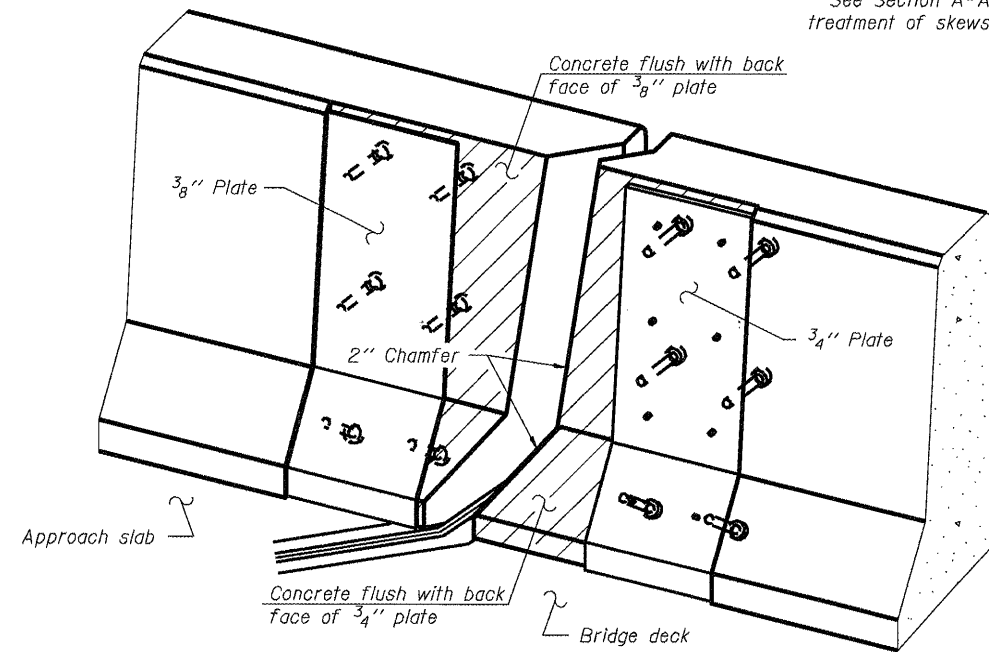 See Section A-A
treatment of skews
Concrete flush with back
face of 3/8" plate
3/8" Plate
2" Chamfer
3/4" Plate
Approach slab
Concrete flush with back
face of 3/4" plate
Bridge deck